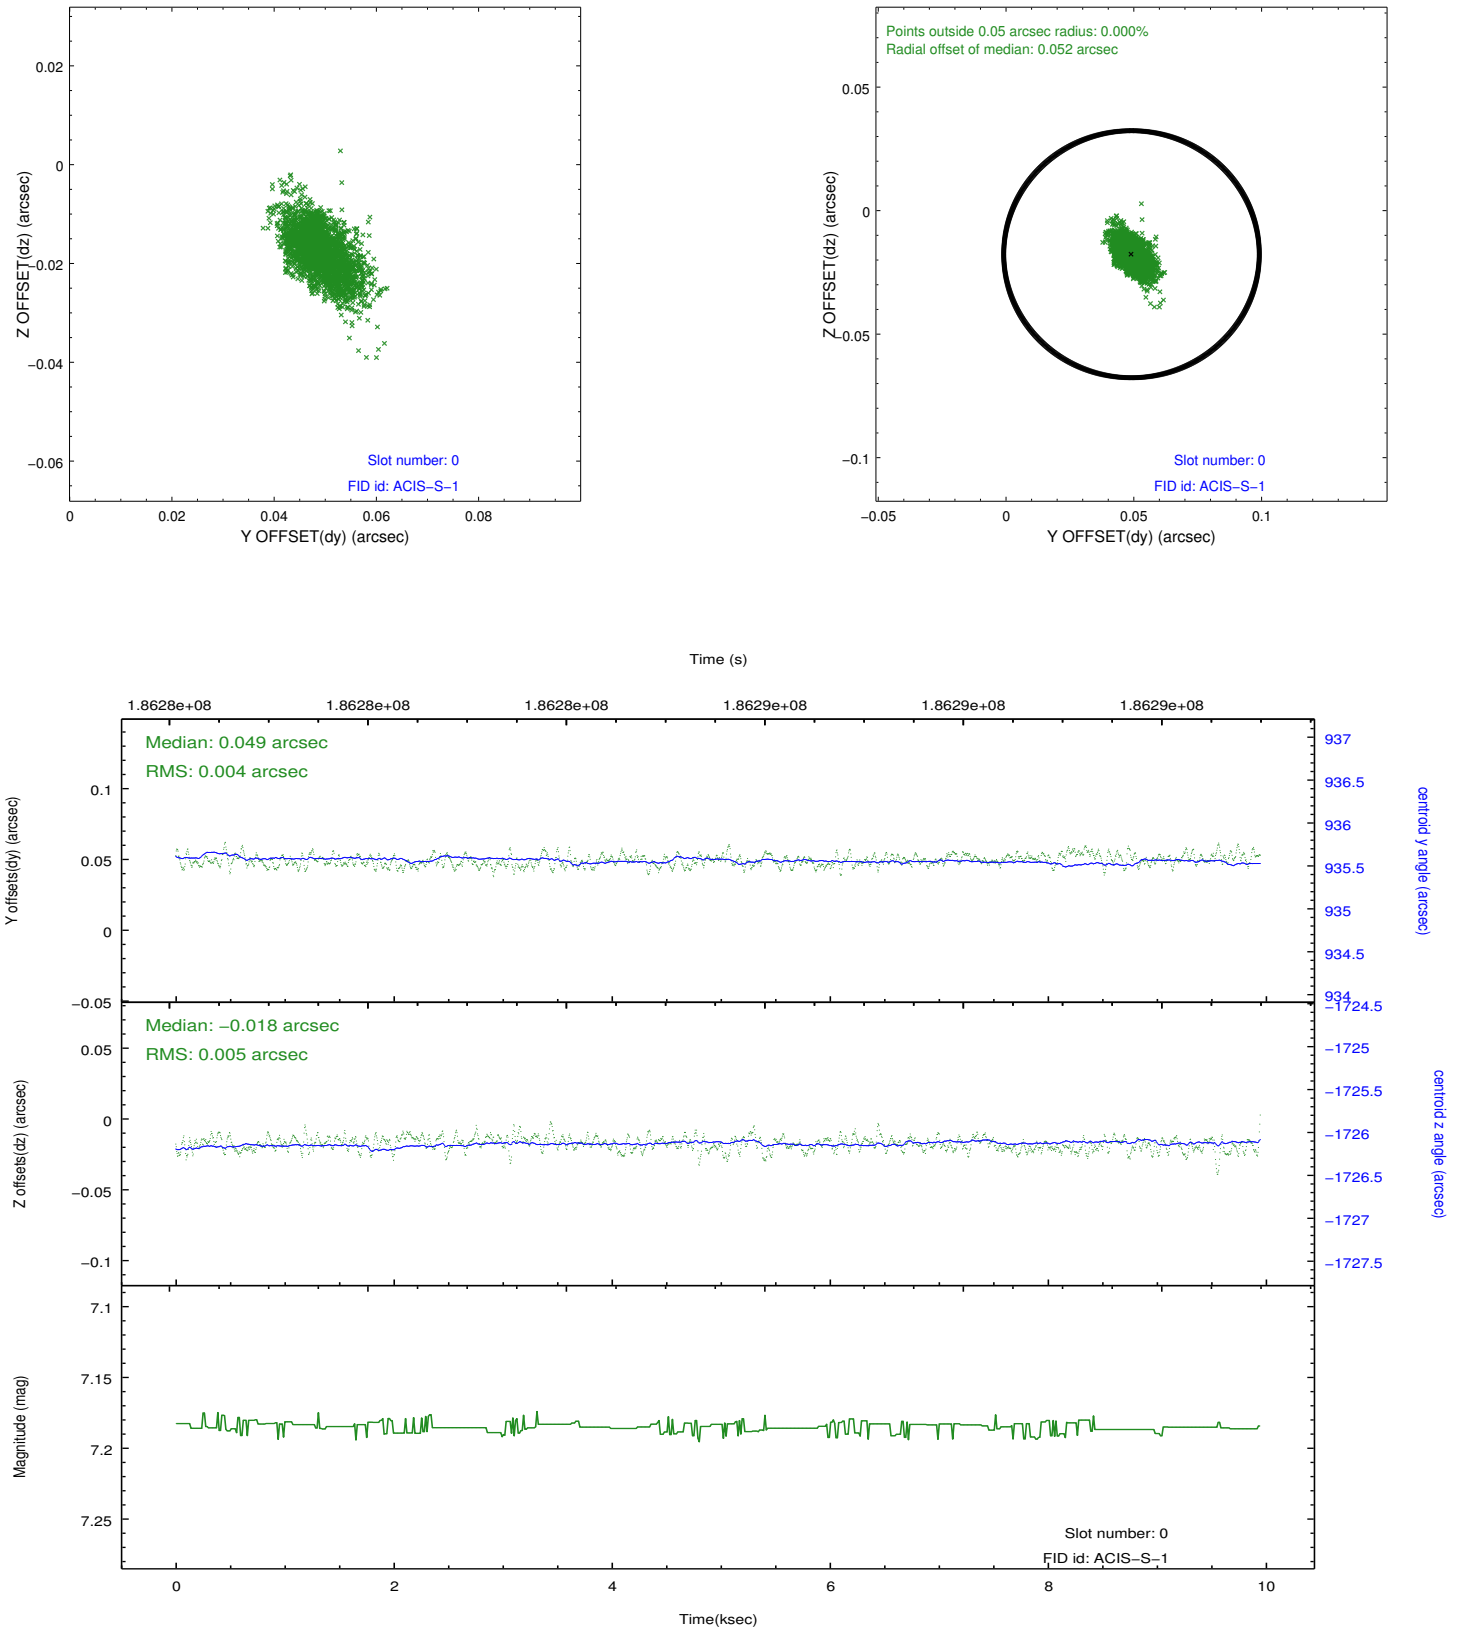 0.02
0
−0.02
−0.04
−0.06
Z OFFSET(dz) (arcsec)
Slot number: 0
FID id: ACIS−S−1
0 0.02 0.04 0.06 0.08
Y OFFSET(dy) (arcsec)
Points outside 0.05 arcsec radius: 0.000%
Radial offset of median: 0.052 arcsec
0.05
0
−0.05
−0.1
Z OFFSET(dz) (arcsec)
Slot number: 0
FID id: ACIS−S−1
−0.05 0 0.05 0.1
Y OFFSET(dy) (arcsec)
Time (s)
1.8628e+08 1.8628e+08 1.8628e+08 1.8629e+08 1.8629e+08 1.8629e+08
Median: 0.049 arcsec
RMS: 0.004 arcsec
0.1
0.05
0
−0.05
Y offsets(dy) (arcsec)
937
936.5
936
935.5
935
934.5
934
centroid y angle (arcsec)
Median: −0.018 arcsec
RMS: 0.005 arcsec
0.05
0
−0.05
−0.1
Z offsets(dz) (arcsec)
−1724.5
−1725
−1725.5
−1726
−1726.5
−1727
−1727.5
centroid z angle (arcsec)
7.1
7.15
7.2
7.25
Magnitude (mag)
Slot number: 0
FID id: ACIS−S−1
0 2 4 6 8 10
Time(ksec)